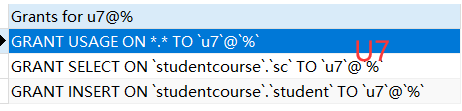 Grants for u7@%
GRANT USAGE ON *.* TO `u7`@`%`
U7
GRANT SELECT ON `studentcourse`.`sc` TO `u7`@`%`
GRANT INSERT ON `studentcourse`.`student` TO `u7`@`%`